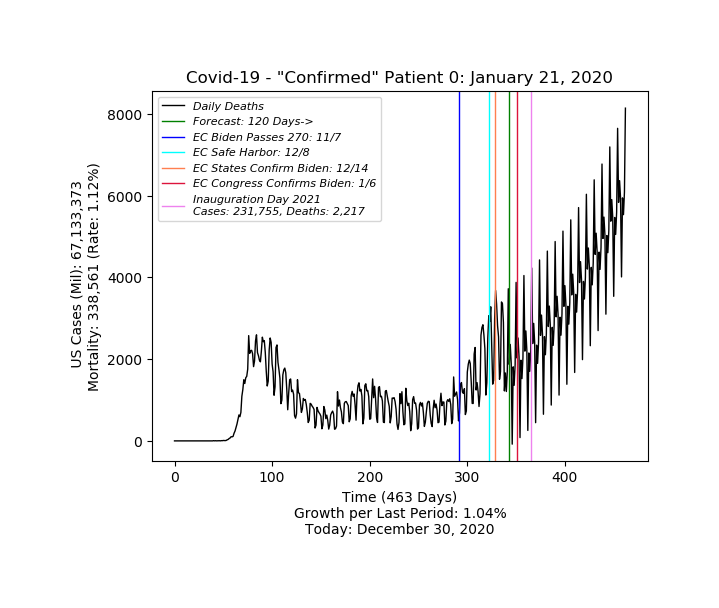 Covid-19 - "Confirmed" Patient 0: January 21, 2020
Daily Deaths
Forecast: 120 Days->
EC Biden Passes 270: 11/7
EC Safe Harbor: 12/8
EC States Confirm Biden: 12/14
EC Congress Confirms Biden: 1/6
Inauguration Day 2021
Cases: 231,755, Deaths: 2,217
US Cases (Mil): 67,133,373
Mortality: 338,561 (Rate: 1.12%)
8000
6000
4000
2000
0
0 100 200 300 400
Time (463 Days)
Growth per Last Period: 1.04%
Today: December 30, 2020